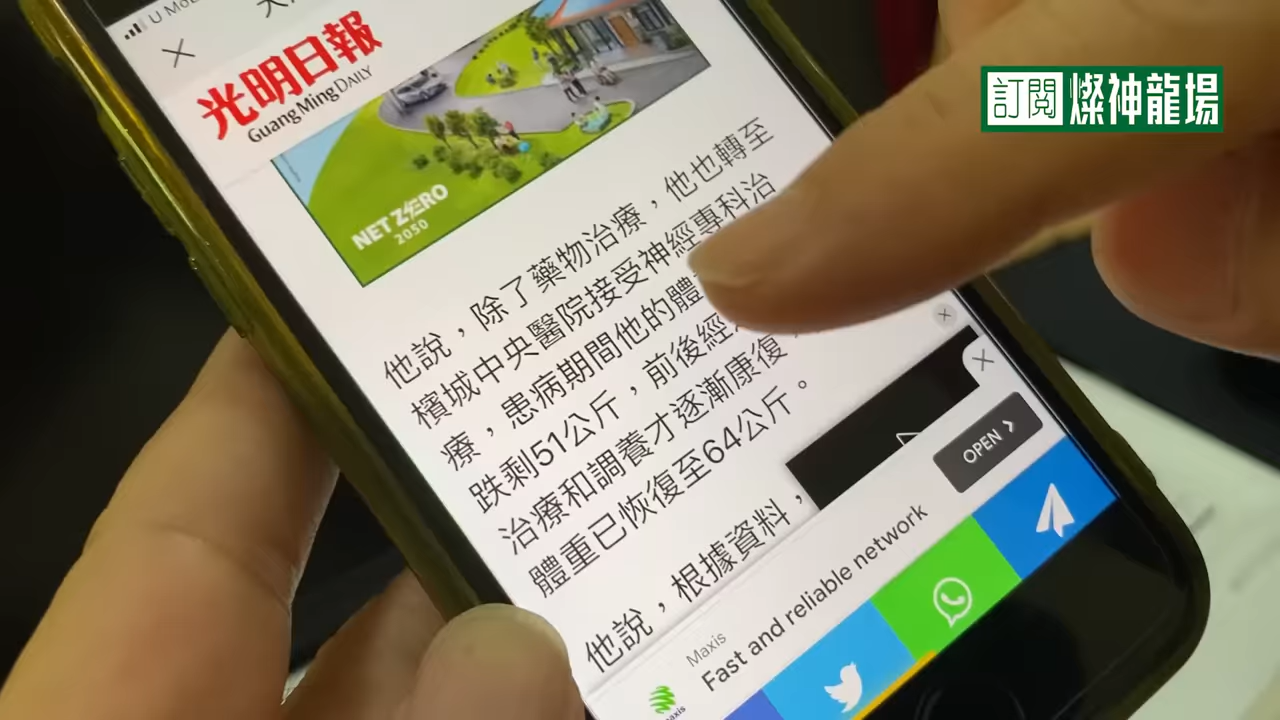 訂閲 燦神龍場
光明日報
GuangMing DAILY
NET ZERO
2050
他說，除了藥物治療，他也轉至
檳城中央醫院接受神經專科治
療，患病期間他的體
跌剩51公斤，前後經
治療和調養才逐漸康復
體重已恢復至64公斤。
他說，根據資料，
OPEN
Maxis
Fast and reliable network
maxis